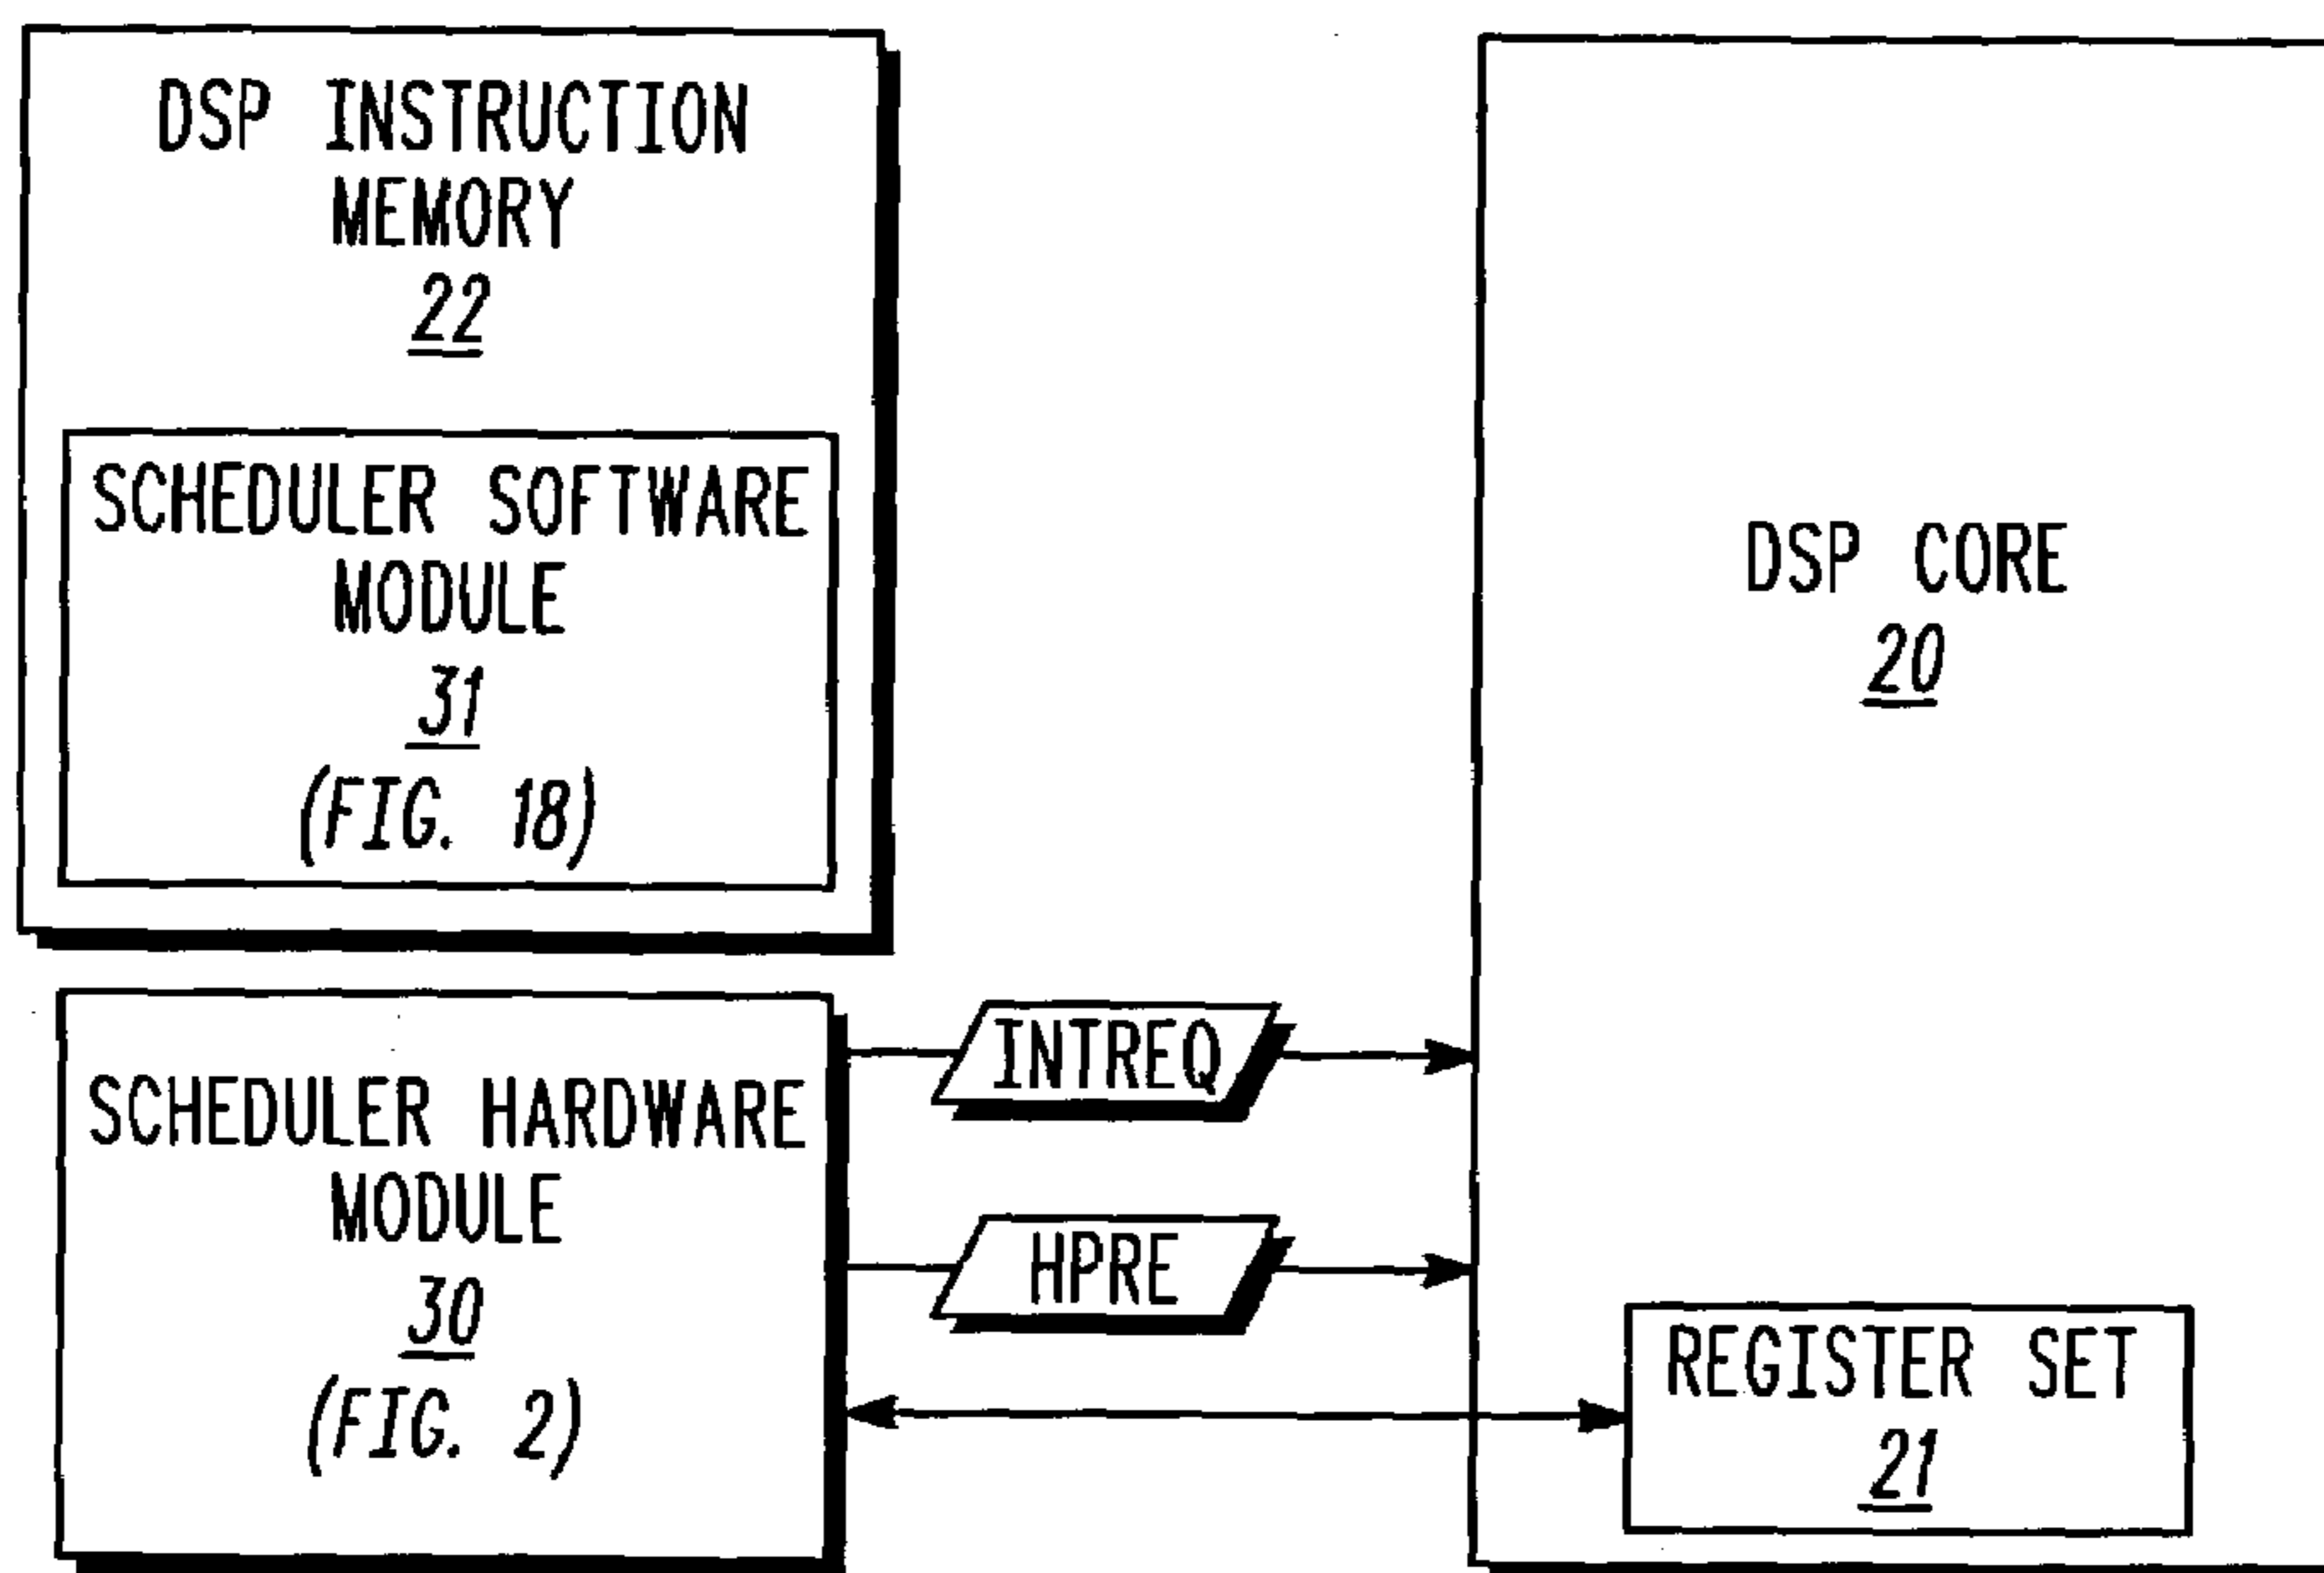 DSP INSTRUCTION
MEMORY
22
SCHEDULER SOFTWARE
MODULE
31
(FIG. 18)
DSP CORE
20
INTREQ
SCHEDULER HARDWARE
MODULE
30
(FIG. 2)
HPRE
REGISTER SET
21